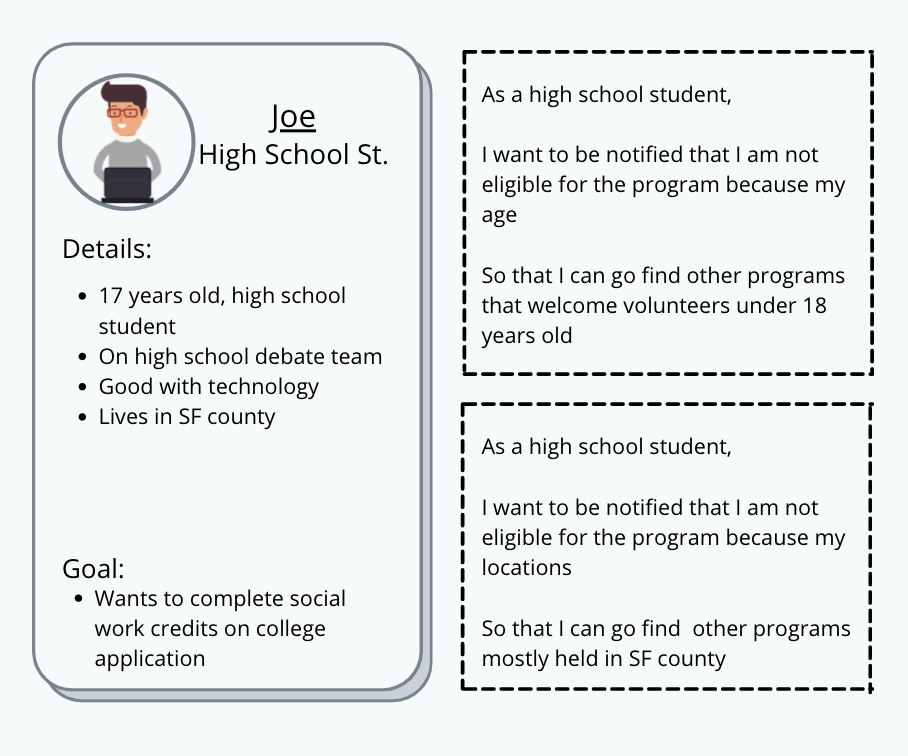 Joe
High School St.
Details:
• 17 years old, high school
student
• On high school debate team
• Good with technology
• Lives in SF county
Goal:
• Wants to complete social
work credits on college
application
As a high school student,
I want to be notified that I am not
eligible for the program because my
age
So that I can go find other programs
that welcome volunteers under 18
years old
As a high school student,
I want to be notified that I am not
eligible for the program because my
locations
So that I can go find  other programs
mostly held in SF county